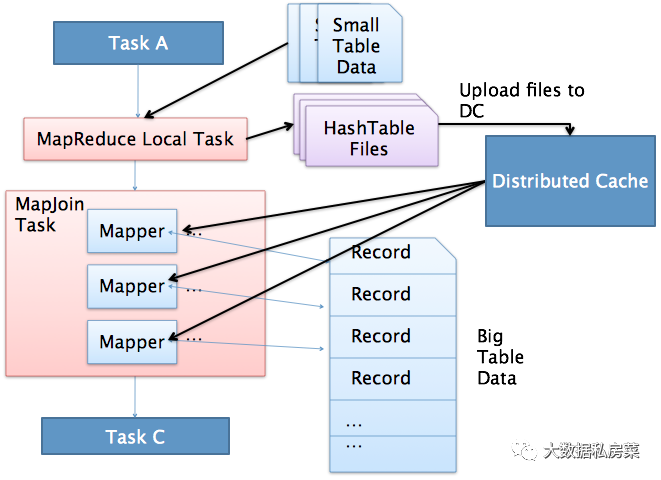 Task A
Small
Table
Data
S
T
Upload files to
DC
MapReduce Local Task
HashTable
Files
Distributed Cache
MapJoin
Task
Mapper
...
Mapper
...
Mapper
...
Record
Record
Record
Record
...
...
Big
Table
Data
Task C
大数据私房菜